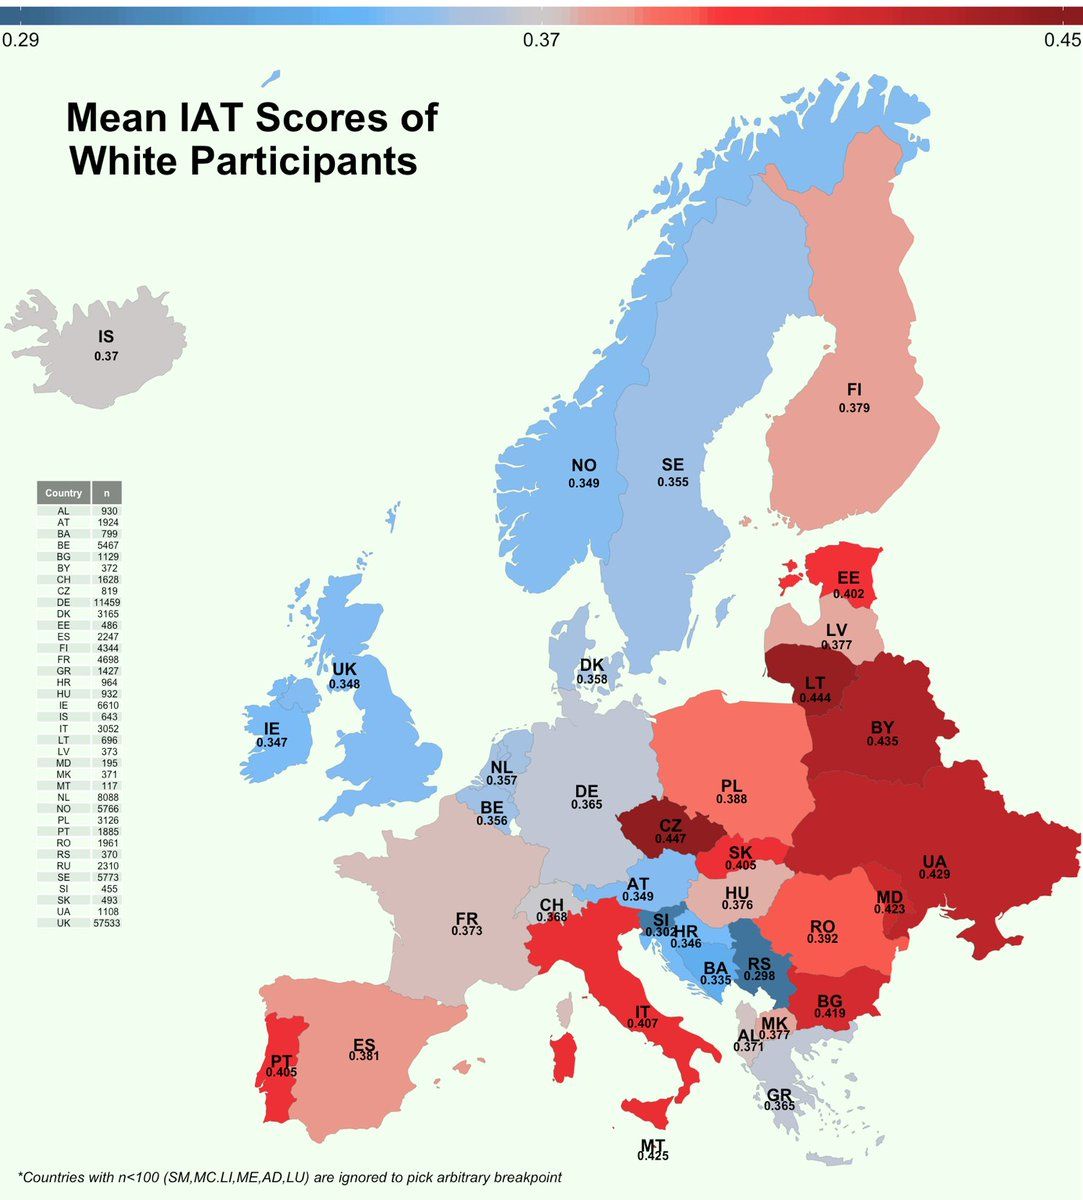 0.29 0.37 0.45
Mean IAT Scores of
White Participants
IS
0.37
FI
0.379
NO
0.349
SE
0.355
Country n
AL 930
AT 1924
BA 799
BE 5467
BG 1129
BY 372
CH 1628
CZ 819
DE 11459
DK 3165
EE 486
ES 2247
FI 4344
FR 4698
GR 1427
HR 964
HU 932
IE 6610
IS 643
IT 3052
LT 696
LV 373
MD 195
MK 371
MT 117
NL 8088
NO 5766
PL 3126
PT 1885
RO 1961
RS 370
RU 2310
SE 5773
SI 455
SK 493
UA 1108
UK 57533
EE
0.402
LV
0.377
UK
0.348
DK
0.358
LT
0.444
IE
0.347
BY
0.435
NL
0.357
DE
0.365
PL
0.388
BE
0.356
CZ
0.447
SK
0.405
UA
0.429
AT
0.349
HU
0.376
MD
0.423
CH
0.368
FR
0.373
SI
0.302
HR
0.346
RO
0.392
BA
0.335
RS
0.298
BG
0.419
IT
0.407
MK
0.377
AL
0.371
ES
0.381
PT
0.405
GR
0.365
MT
0.425
*Countries with n<100 (SM,MC.LI,ME,AD,LU) are ignored to pick arbitrary breakpoint